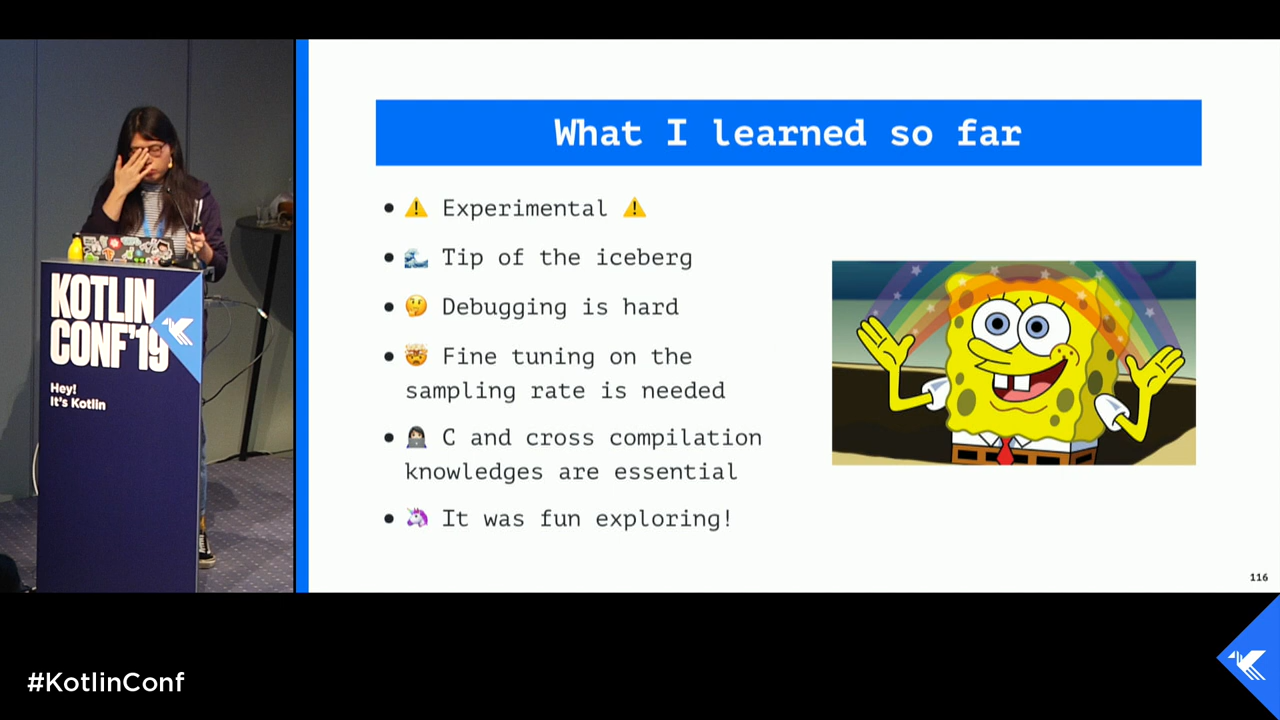 What I learned so far
⚠️ Experimental ⚠️
🌊 Tip of the iceberg
🤔 Debugging is hard
🤯 Fine tuning on the
sampling rate is needed
👩‍💻 C and cross compilation
knowledges are essential
🦄 It was fun exploring!
116
KOTLIN
CONF'19
Hey!
It's Kotlin
#KotlinConf